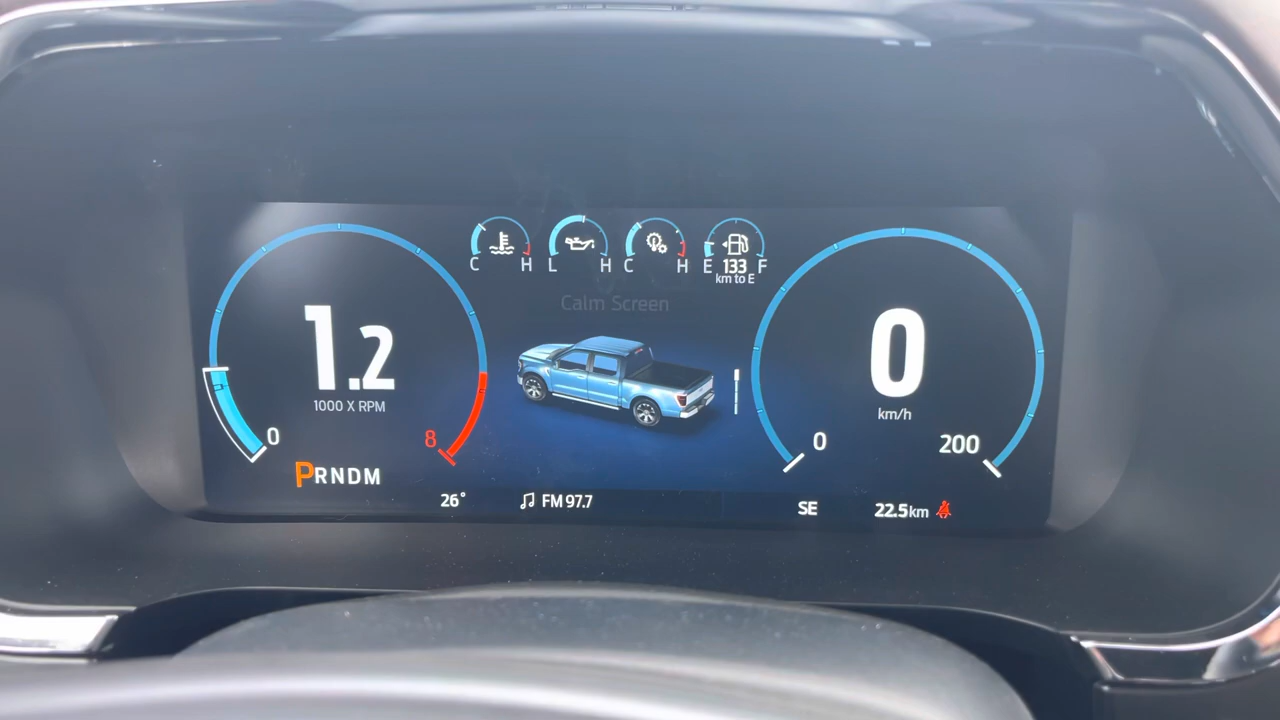 C H L H C H E 133 F
km to E
Calm Screen
1.2
1000 X RPM
0
8
PRNDM
0
km/h
0
200
26°
FM 97.7
SE
22.5km